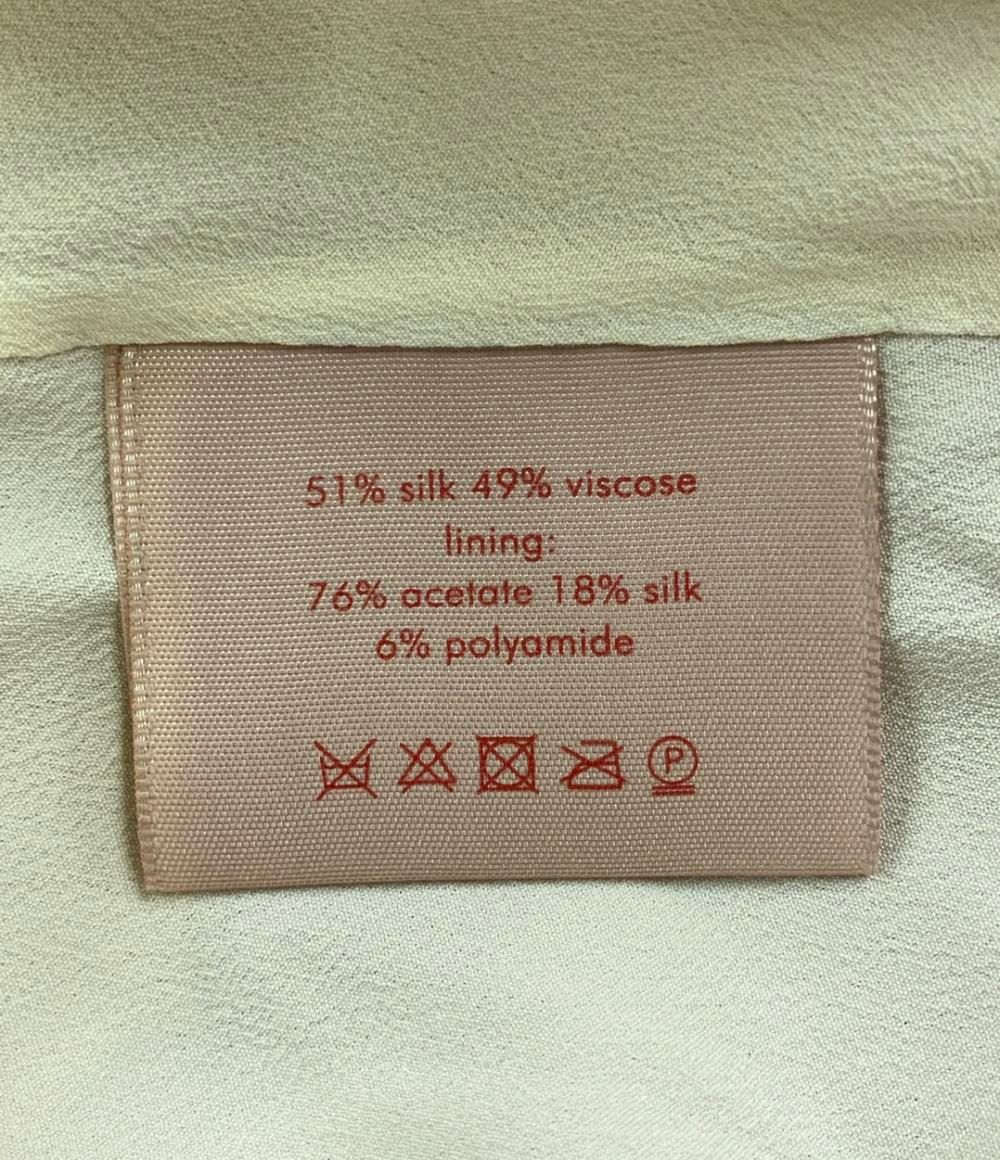 51% silk 49% viscose
lining:
76% acetate 18% silk
6% polyamide
P